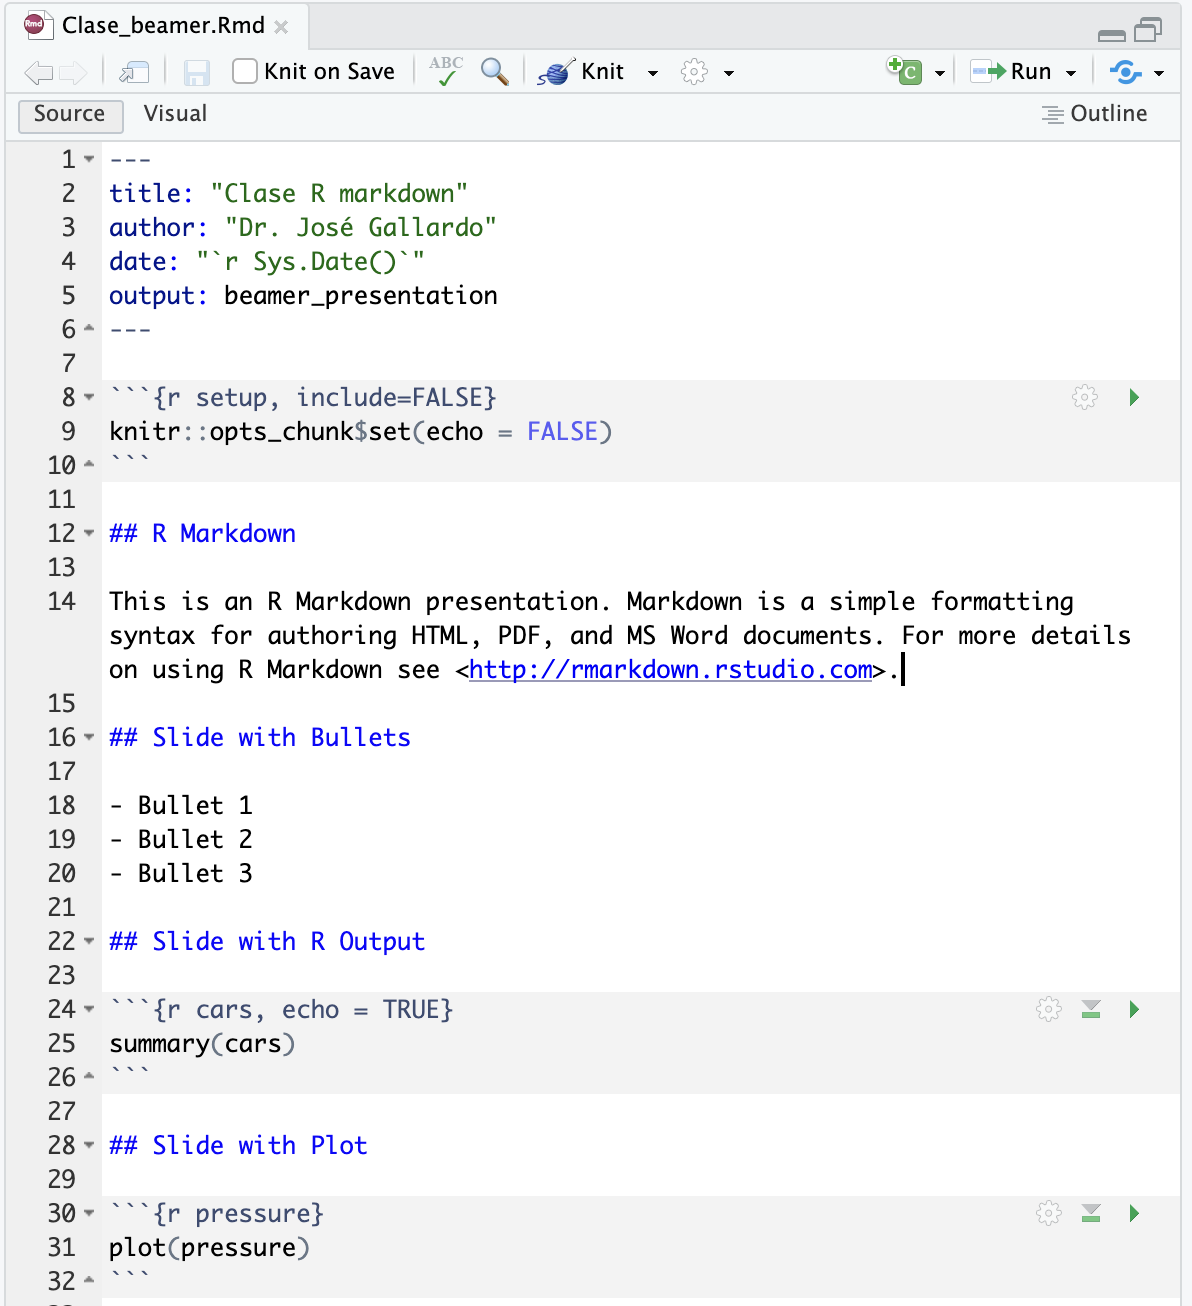 Rmd Clase_beamer.Rmd
Knit on Save ABC Knit C Run
Source Visual Outline
1 ---
2 title: "Clase R markdown"
3 author: "Dr. José Gallardo"
4 date: "`r Sys.Date()`"
5 output: beamer_presentation
6 ---
7
8 ```{r setup, include=FALSE}
9 knitr::opts_chunk$set(echo = FALSE)
10 ```
11
12 ## R Markdown
13
14 This is an R Markdown presentation. Markdown is a simple formatting
syntax for authoring HTML, PDF, and MS Word documents. For more details
on using R Markdown see <http://rmarkdown.rstudio.com>.
15
16 ## Slide with Bullets
17
18 - Bullet 1
19 - Bullet 2
20 - Bullet 3
21
22 ## Slide with R Output
23
24 ```{r cars, echo = TRUE}
25 summary(cars)
26 ```
27
28 ## Slide with Plot
29
30 ```{r pressure}
31 plot(pressure)
32 ```